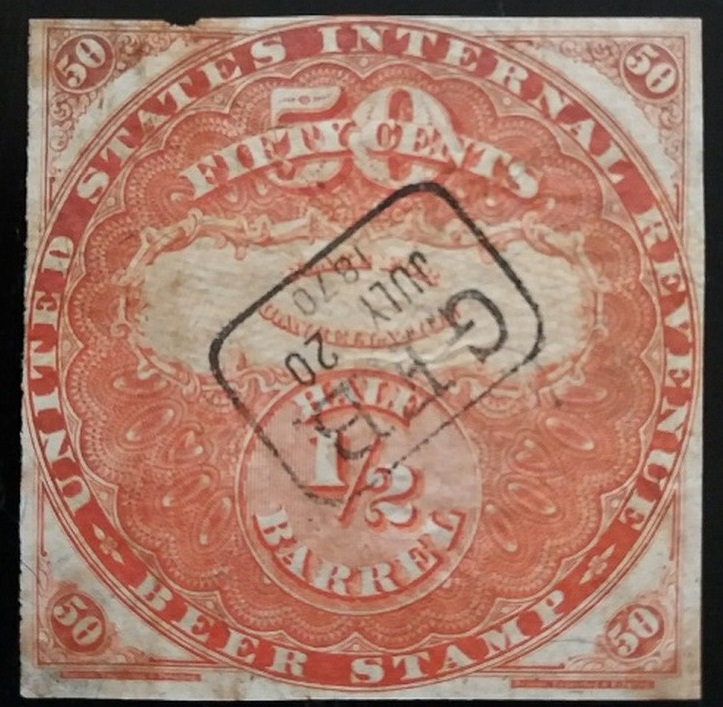 UNITED STATES INTERNAL REVENUE
50
50
50
FIFTY CENTS
JULY 20
1870
HALF
1/2
BARREL
50
50
BEER STAMP